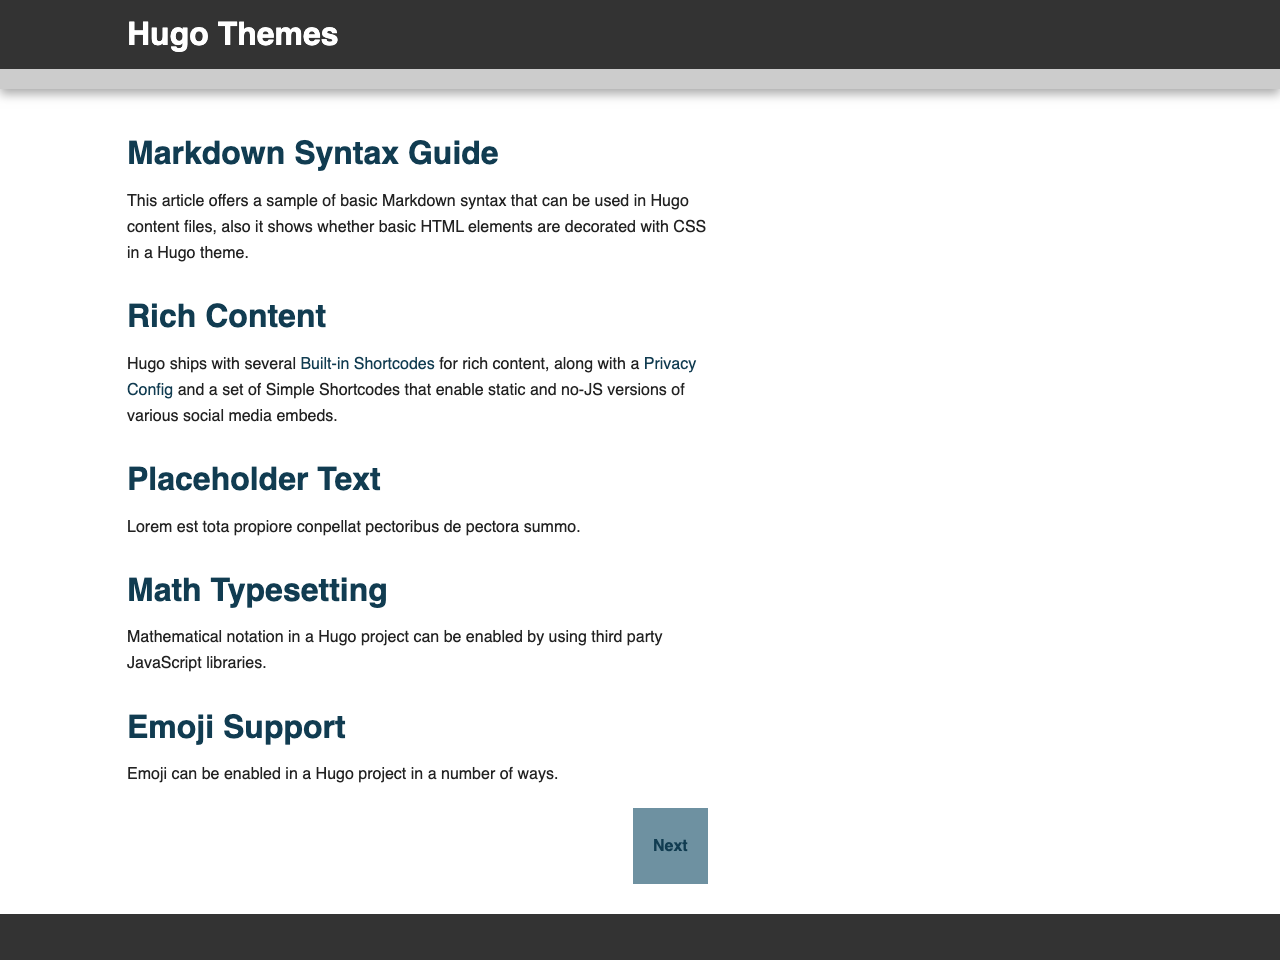 Hugo Themes
Markdown Syntax Guide
This article offers a sample of basic Markdown syntax that can be used in Hugo
content files, also it shows whether basic HTML elements are decorated with CSS
in a Hugo theme.
Rich Content
Hugo ships with several Built-in Shortcodes for rich content, along with a Privacy
Config and a set of Simple Shortcodes that enable static and no-JS versions of
various social media embeds.
Placeholder Text
Lorem est tota propiore conpellat pectoribus de pectora summo.
Math Typesetting
Mathematical notation in a Hugo project can be enabled by using third party
JavaScript libraries.
Emoji Support
Emoji can be enabled in a Hugo project in a number of ways.
Next